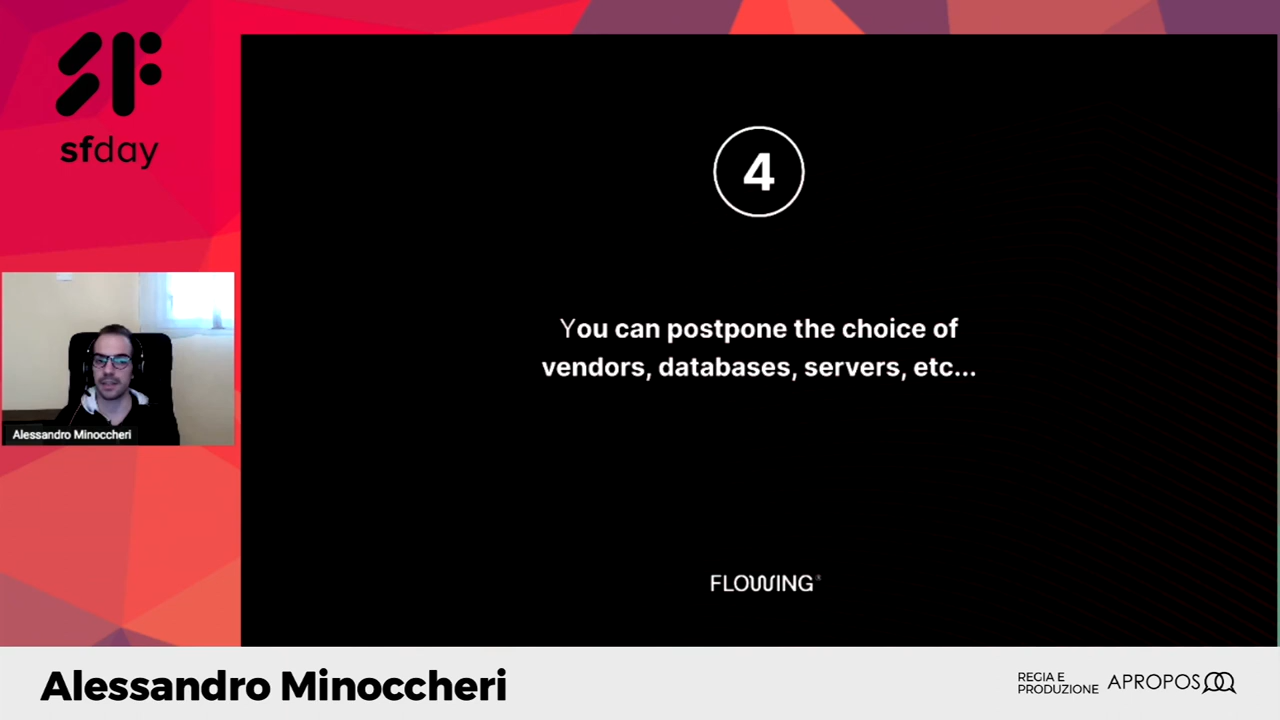 sfday
4
You can postpone the choice of
vendors, databases, servers, etc...
Alessandro Minoccheri
FLOWING®
Alessandro Minoccheri
REGIA E
PRODUZIONE
APROPOS